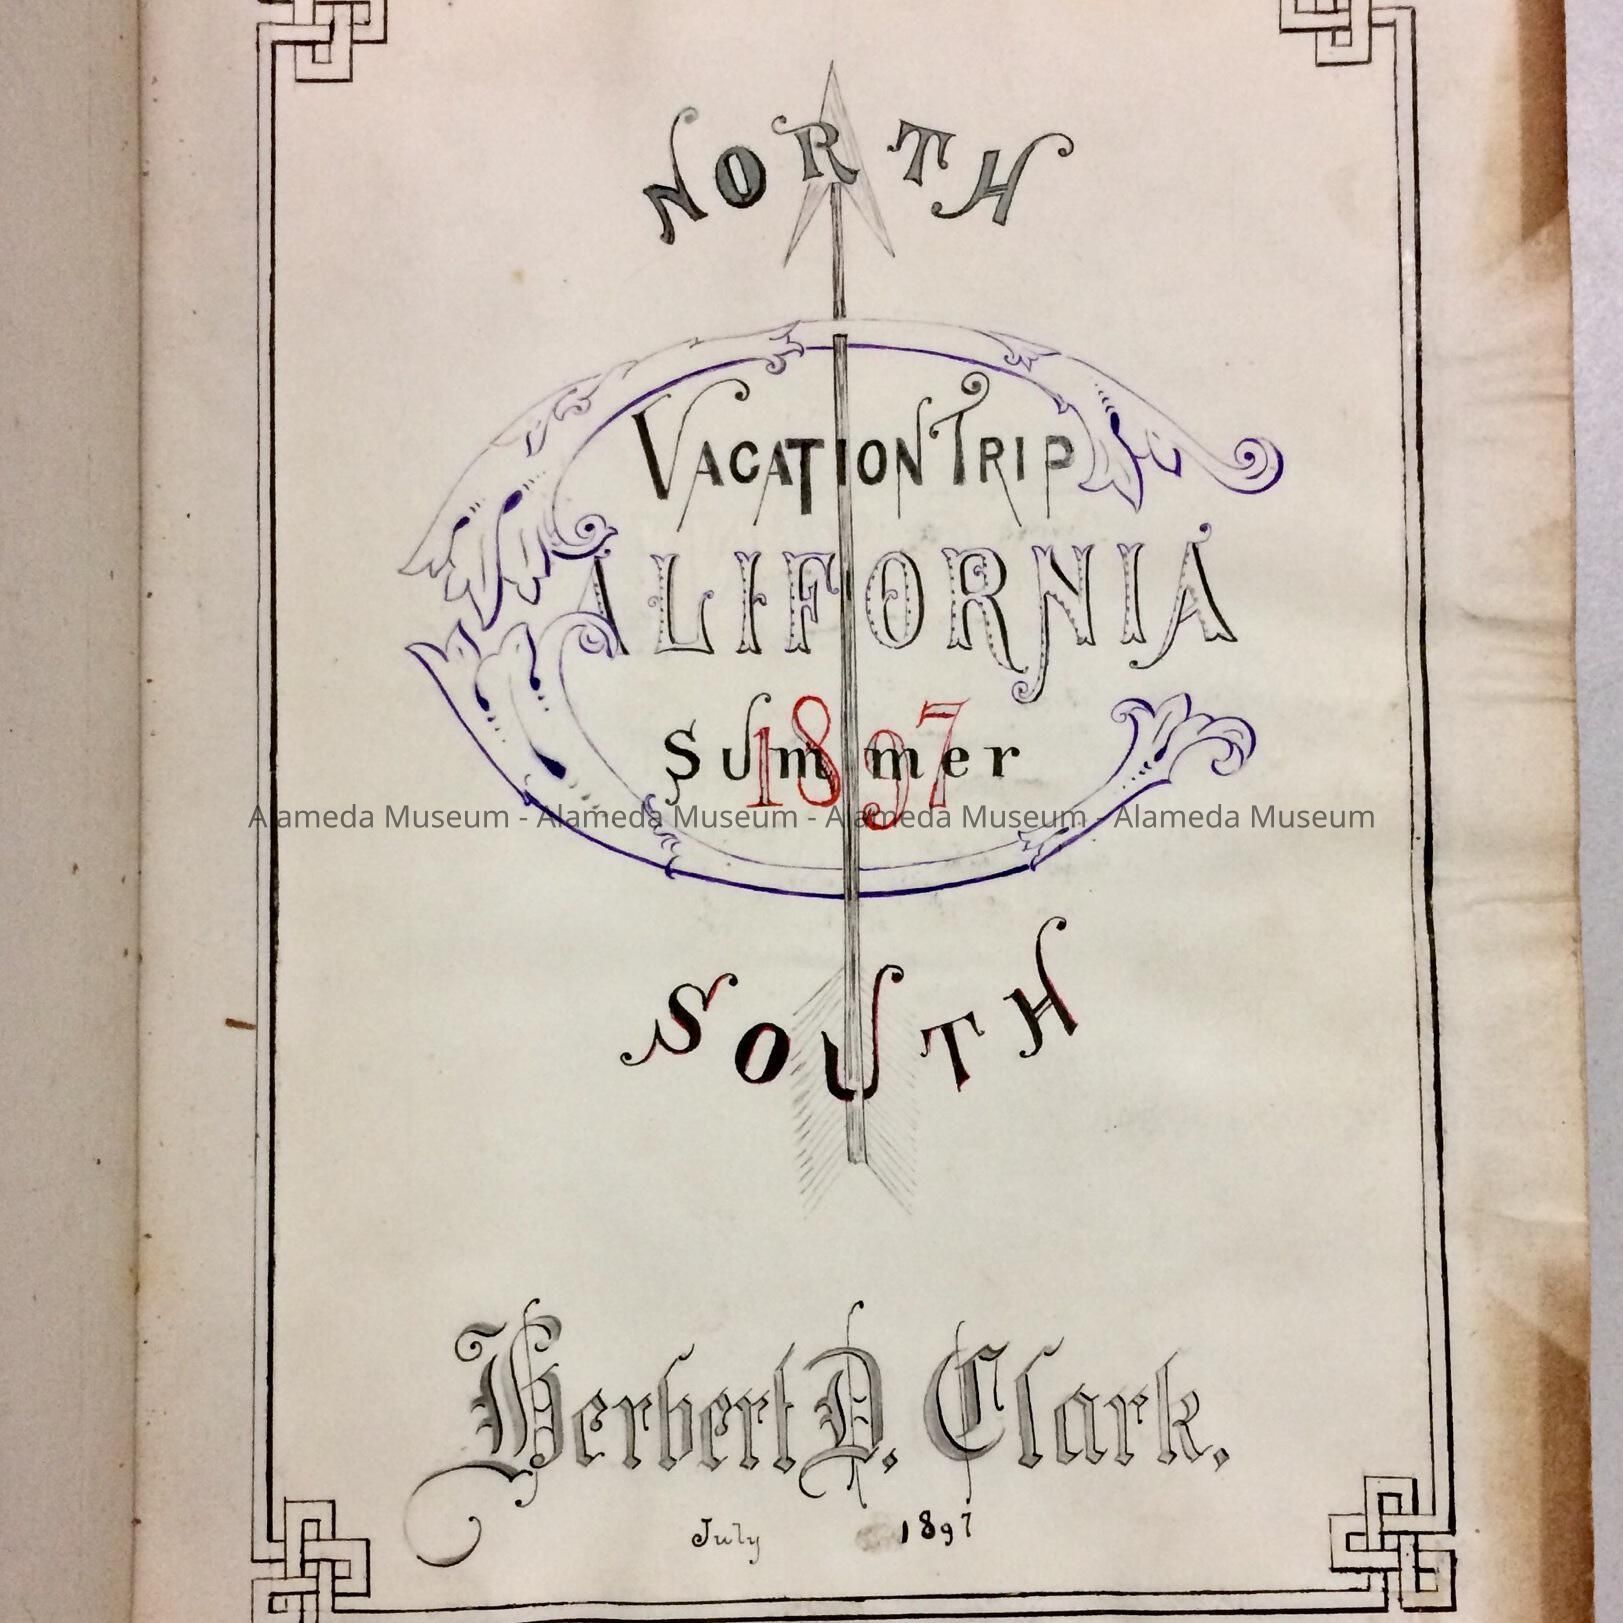 NORTH
VACATION TRIP
CALIFORNIA
Summer
1897
Alameda Museum - Alameda Museum - Alameda Museum - Alameda Museum
SOUTH
Herbert D. Clark.
July 1897